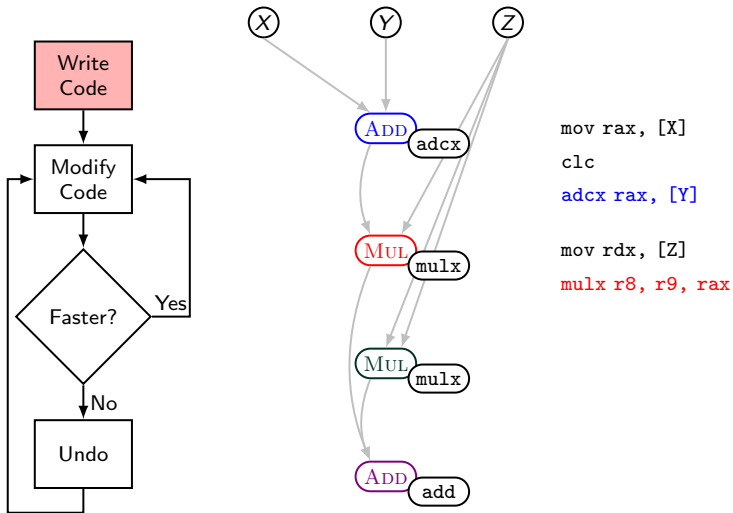 X
Y
Z
Write
Code
Modify
Code
Faster?
Yes
No
Undo
ADD
adcx
MUL
mulx
MUL
mulx
ADD
add
mov rax, [X]
clc
adcx rax, [Y]
mov rdx, [Z]
mulx r8, r9, rax